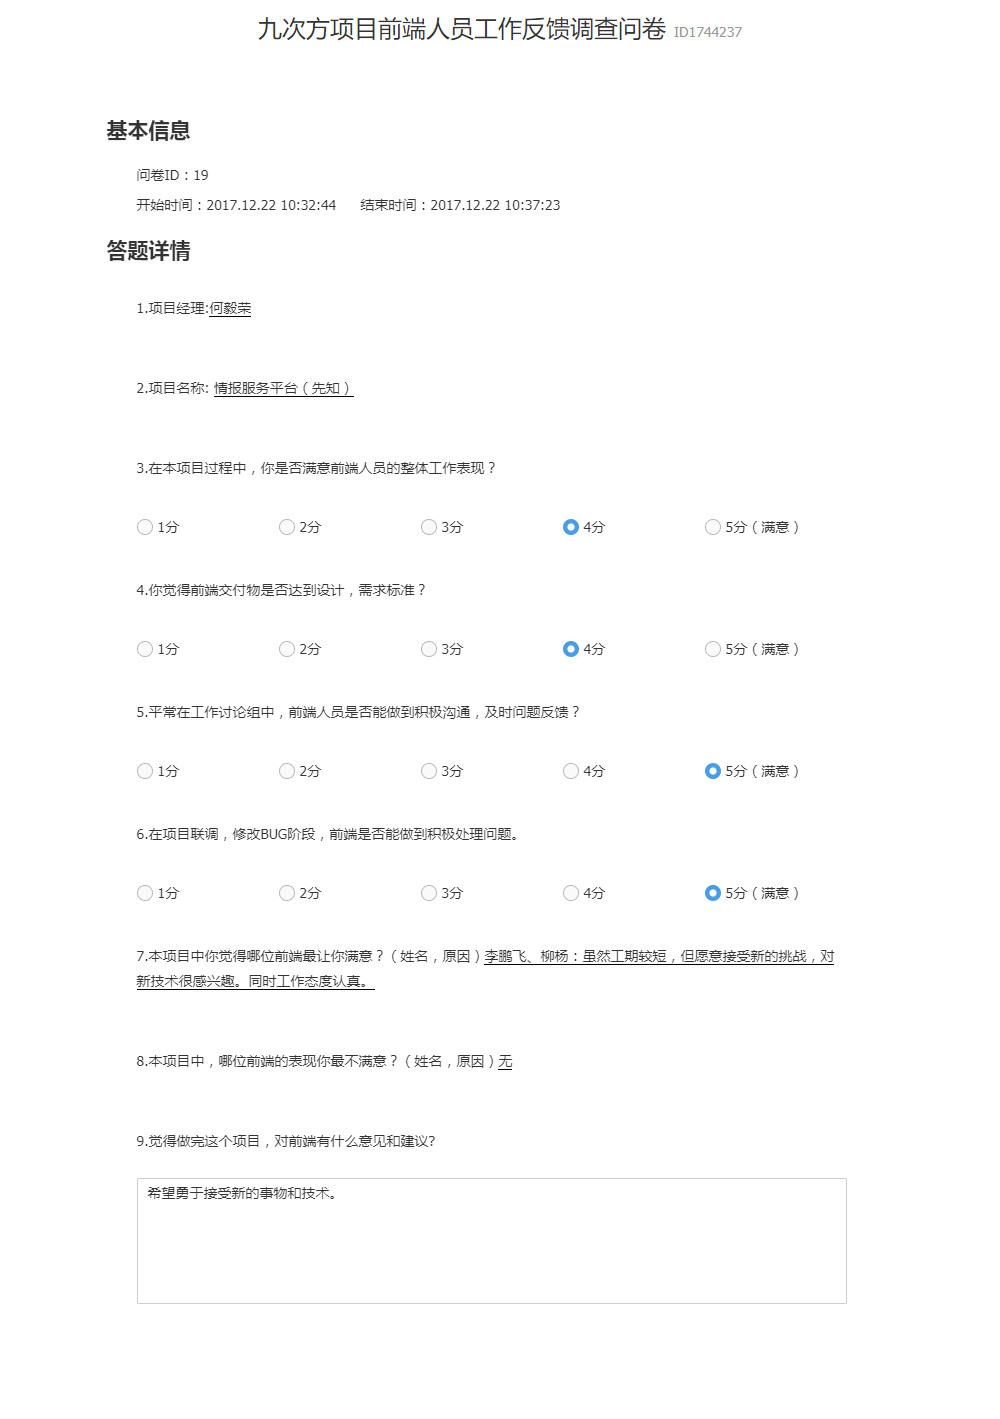 九次方项目前端人员工作反馈调查问卷 ID1744237
基本信息
问卷ID：19
开始时间：2017.12.22 10:32:44 结束时间：2017.12.22 10:37:23
答题详情
1.项目经理:何毅荣
2.项目名称: 情报服务平台（先知）
3.在本项目过程中，你是否满意前端人员的整体工作表现？
1分 2分 3分 4分 5分（满意）
4.你觉得前端交付物是否达到设计，需求标准？
1分 2分 3分 4分 5分（满意）
5.平常在工作讨论组中，前端人员是否能做到积极沟通，及时问题反馈？
1分 2分 3分 4分 5分（满意）
6.在项目联调，修改BUG阶段，前端是否能做到积极处理问题。
1分 2分 3分 4分 5分（满意）
7.本项目中你觉得哪位前端最让你满意？（姓名，原因）李鹏飞、柳杨：虽然工期较短，但愿意接受新的挑战，对
新技术很感兴趣。同时工作态度认真。
8.本项目中，哪位前端的表现你最不满意？（姓名，原因）无
9.觉得做完这个项目，对前端有什么意见和建议?
希望勇于接受新的事物和技术。